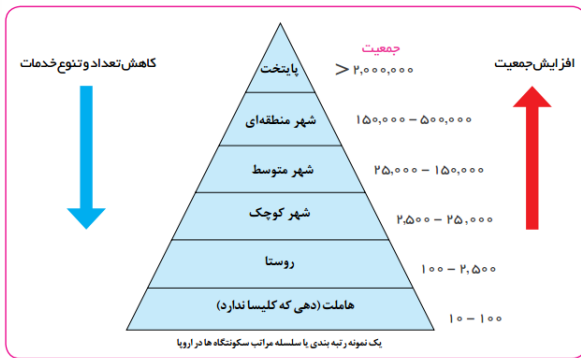 جمعیت
کاهش تعداد و تنوع خدمات
افزایش جمعیت
پایتخت
> ۲,۰۰۰,۰۰۰
شهر منطقه‌ای
۱۵۰,۰۰۰ – ۵۰۰,۰۰۰
شهر متوسط
۲۵,۰۰۰ – ۱۵۰,۰۰۰
شهر کوچک
۲,۵۰۰ – ۲۵,۰۰۰
روستا
۱۰۰ – ۲,۵۰۰
هاملت (دهی که کلیسا ندارد)
۱۰ – ۱۰۰
یک نمونه رتبه بندی یا سلسله مراتب سکونتگاه ها در اروپا